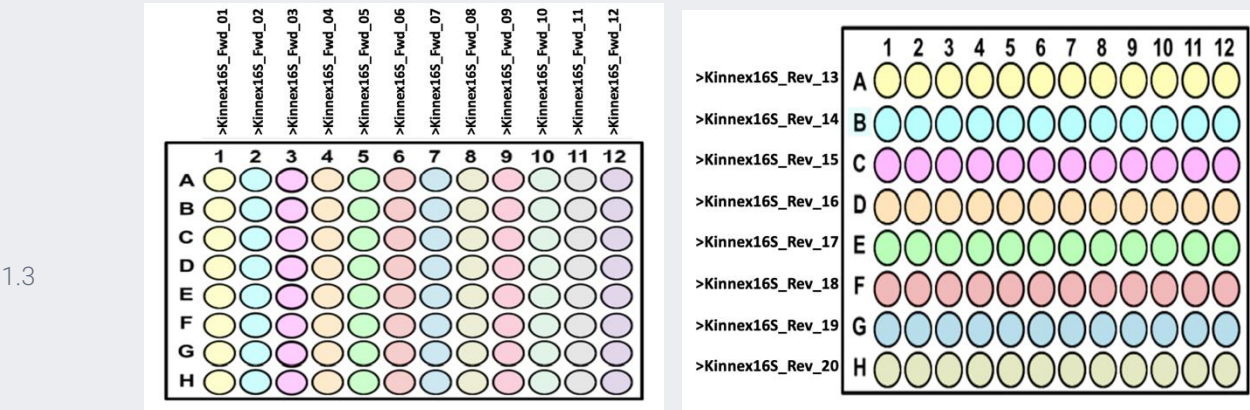 1.3
>Kinnex16S_Fwd_01
>Kinnex16S_Fwd_02
>Kinnex16S_Fwd_03
>Kinnex16S_Fwd_04
>Kinnex16S_Fwd_05
>Kinnex16S_Fwd_06
>Kinnex16S_Fwd_07
>Kinnex16S_Fwd_08
>Kinnex16S_Fwd_09
>Kinnex16S_Fwd_10
>Kinnex16S_Fwd_11
>Kinnex16S_Fwd_12
1 2 3 4 5 6 7 8 9 10 11 12
A
B
C
D
E
F
G
H
1 2 3 4 5 6 7 8 9 10 11 12
>Kinnex16S_Rev_13 A
>Kinnex16S_Rev_14 B
>Kinnex16S_Rev_15 C
>Kinnex16S_Rev_16 D
>Kinnex16S_Rev_17 E
>Kinnex16S_Rev_18 F
>Kinnex16S_Rev_19 G
>Kinnex16S_Rev_20 H